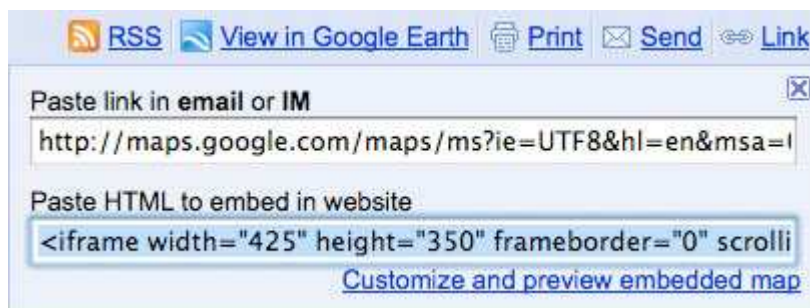 RSS View in Google Earth Print Send Link
Paste link in email or IM
http://maps.google.com/maps/ms?ie=UTF8&hl=en&msa=
Paste HTML to embed in website
<iframe width="425" height="350" frameborder="0" scrolli
Customize and preview embedded map